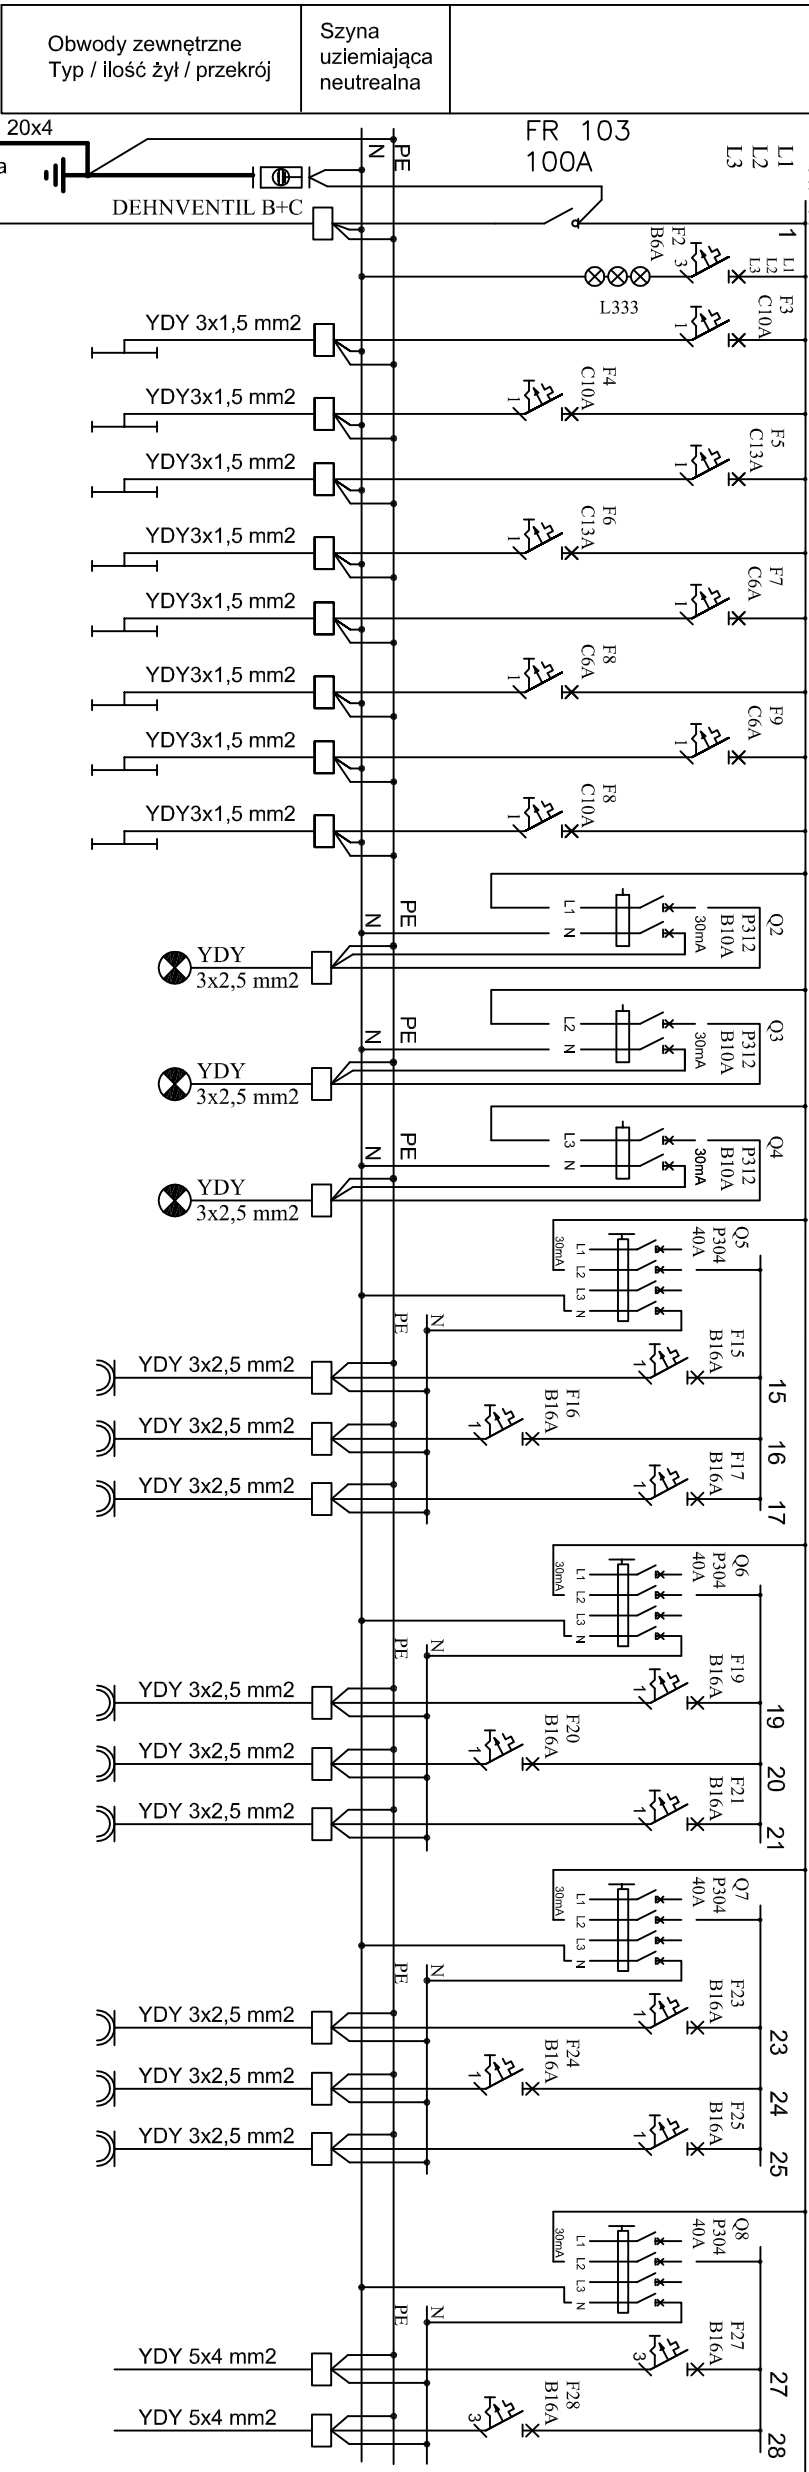 Obwody zewnętrzne
Typ / ilość żył / przekrój
Szyna
uziemiająca
neutrealna
20x4
a
N
PE
FR 103
100A
L1
L2
L3
DEHNVENTIL B+C
1
F2
B6A
3
L1
L2
L3
L333
YDY 3x1,5 mm2
1
F3
C10A
YDY3x1,5 mm2
1
F4
C10A
YDY3x1,5 mm2
1
F5
C13A
YDY3x1,5 mm2
1
F6
C13A
YDY3x1,5 mm2
1
F7
C6A
YDY3x1,5 mm2
1
F8
C6A
YDY3x1,5 mm2
1
F9
C6A
YDY3x1,5 mm2
1
F8
C10A
PE
N
L1
N
30mA
Q2
P312
B10A
YDY
3x2,5 mm2
PE
N
L2
N
30mA
Q3
P312
B10A
YDY
3x2,5 mm2
PE
N
L3
N
30mA
Q4
P312
B10A
YDY
3x2,5 mm2
30mA
L1
L2
L3
N
Q5
P304
40A
PE
N
YDY 3x2,5 mm2
1
F15
B16A
15
YDY 3x2,5 mm2
1
F16
B16A
16
YDY 3x2,5 mm2
1
F17
B16A
17
30mA
L1
L2
L3
N
Q6
P304
40A
PE
N
YDY 3x2,5 mm2
1
F19
B16A
19
YDY 3x2,5 mm2
1
F20
B16A
20
YDY 3x2,5 mm2
1
F21
B16A
21
30mA
L1
L2
L3
N
Q7
P304
40A
PE
N
YDY 3x2,5 mm2
1
F23
B16A
23
YDY 3x2,5 mm2
1
F24
B16A
24
YDY 3x2,5 mm2
1
F25
B16A
25
30mA
L1
L2
L3
N
Q8
P304
40A
PE
N
YDY 5x4 mm2
3
F27
B16A
27
YDY 5x4 mm2
3
F28
B16A
28